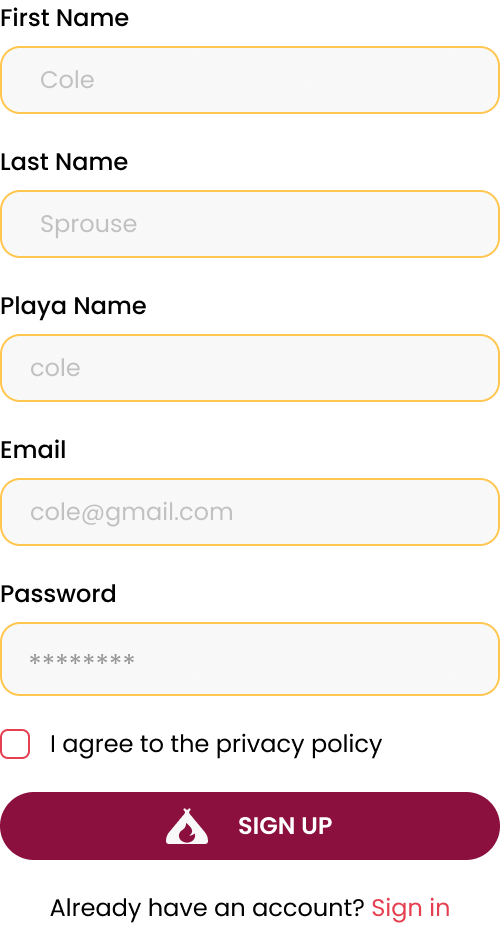 First Name
Cole
Last Name
Sprouse
Playa Name
cole
Email
cole@gmail.com
Password
********
I agree to the privacy policy
SIGN UP
Already have an account? Sign in